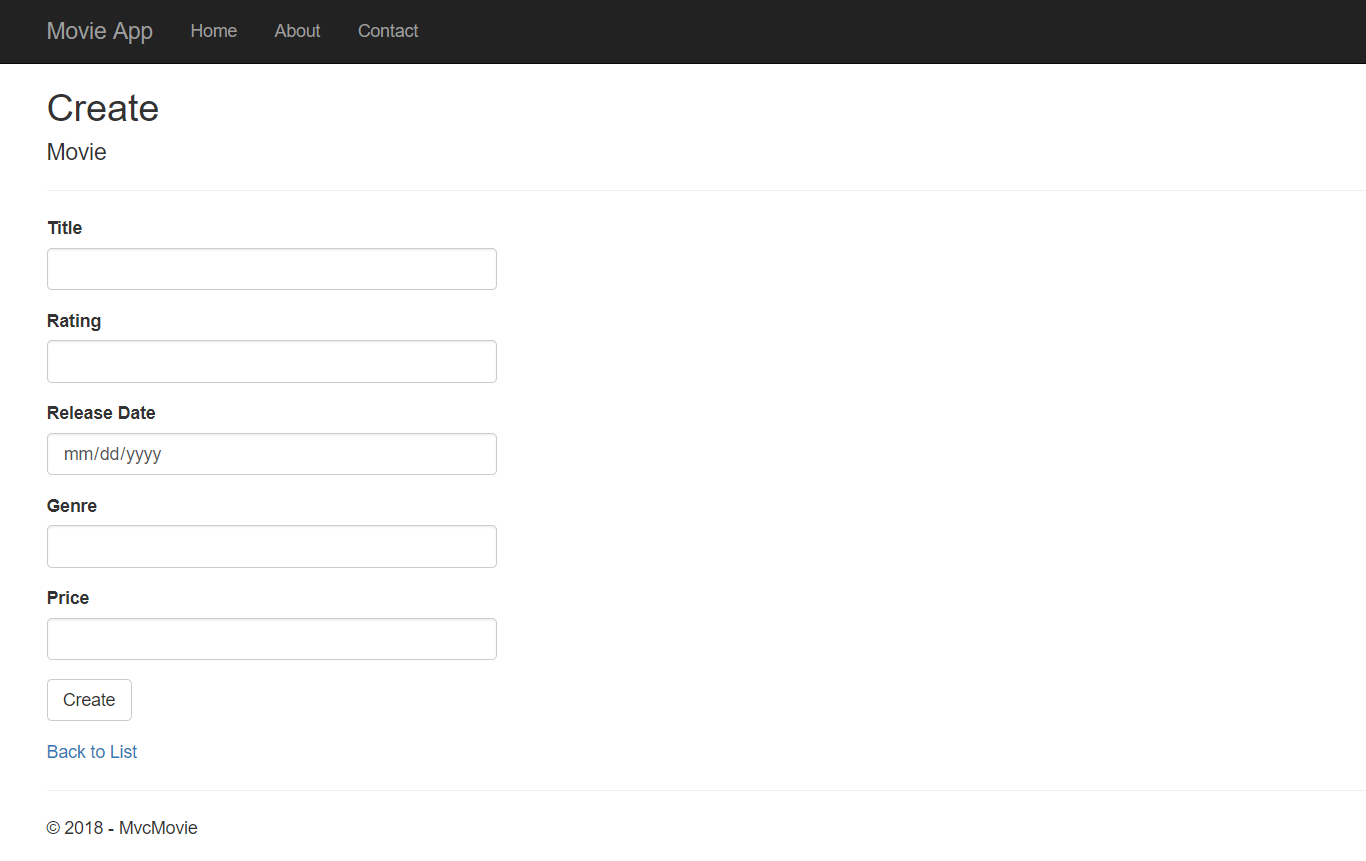 Movie App Home About Contact
Create
Movie
Title
Rating
Release Date
mm/dd/yyyy
Genre
Price
Create
Back to List
© 2018 - MvcMovie